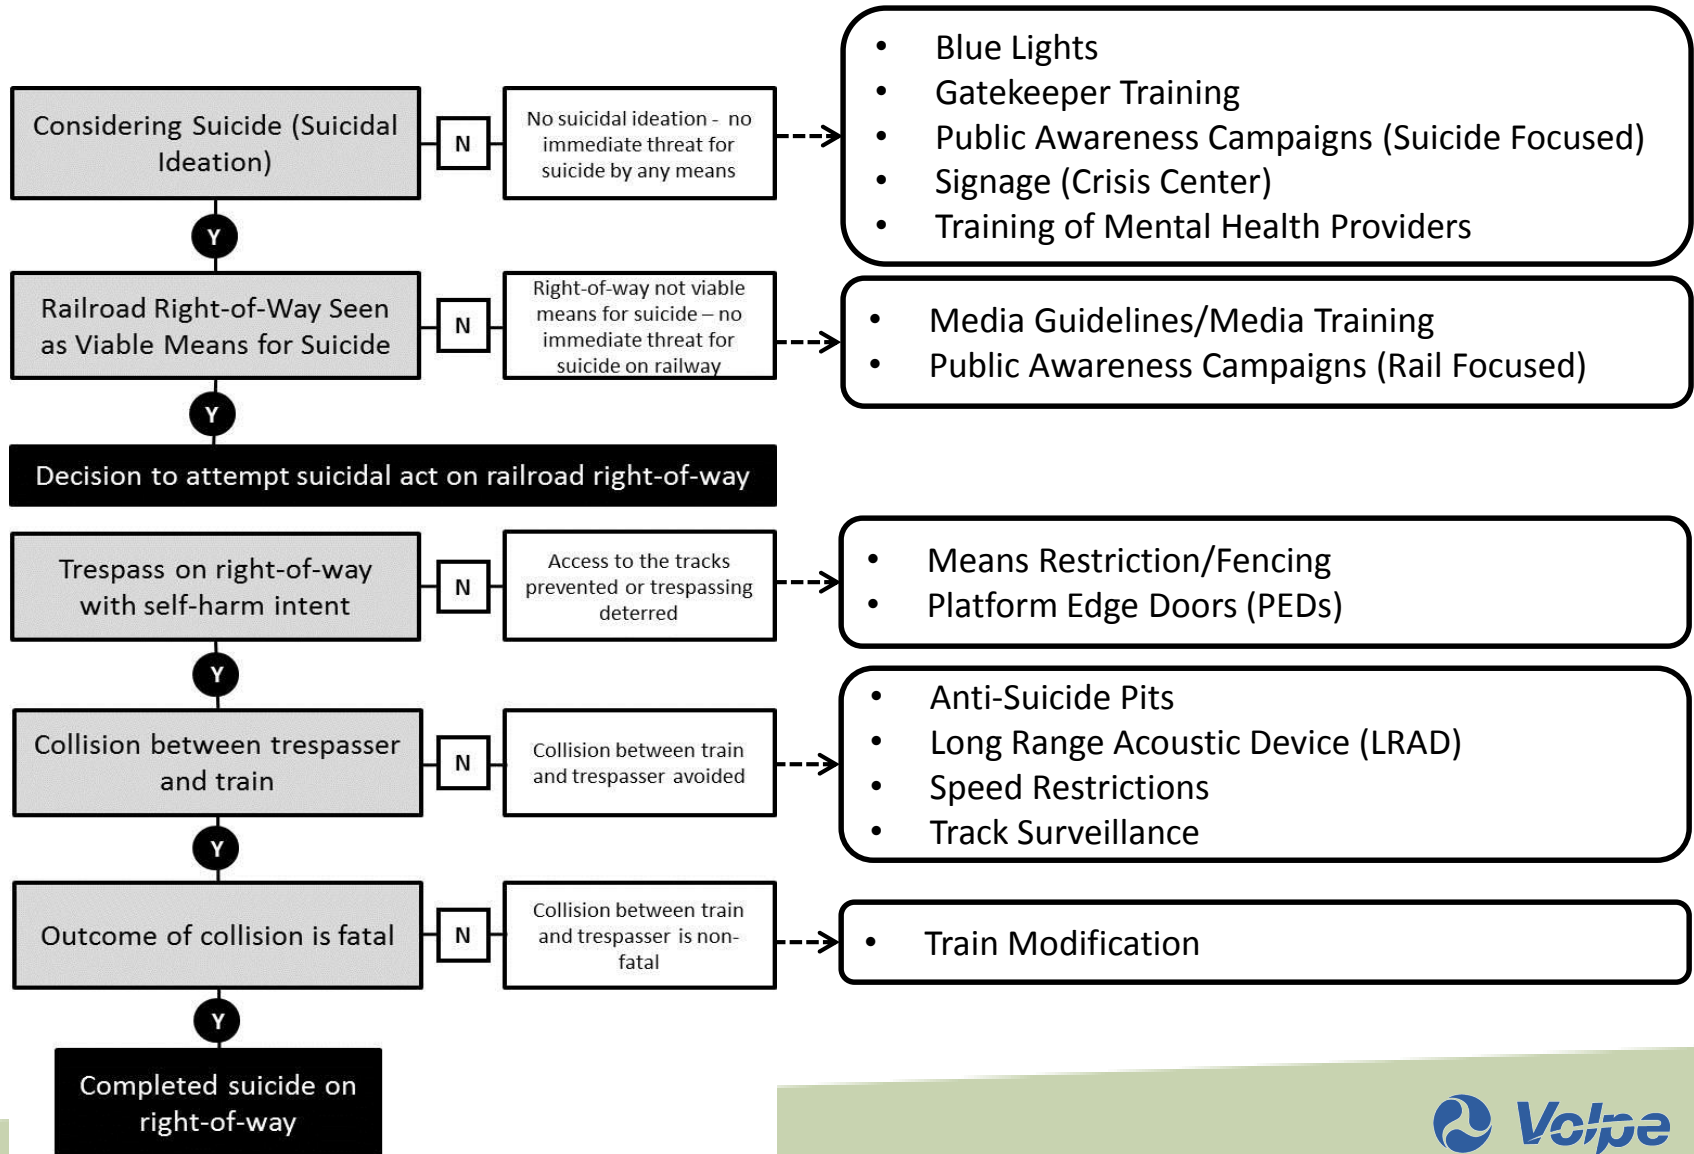 Considering Suicide (Suicidal
Ideation)
N
No suicidal ideation - no
immediate threat for
suicide by any means
• Blue Lights
• Gatekeeper Training
• Public Awareness Campaigns (Suicide Focused)
• Signage (Crisis Center)
• Training of Mental Health Providers
Y
Railroad Right-of-Way Seen
as Viable Means for Suicide
N
Right-of-way not viable
means for suicide – no
immediate threat for
suicide on railway
• Media Guidelines/Media Training
• Public Awareness Campaigns (Rail Focused)
Y
Decision to attempt suicidal act on railroad right-of-way
Trespass on right-of-way
with self-harm intent
N
Access to the tracks
prevented or trespassing
deterred
• Means Restriction/Fencing
• Platform Edge Doors (PEDs)
Y
Collision between trespasser
and train
N
Collision between train
and trespasser avoided
• Anti-Suicide Pits
• Long Range Acoustic Device (LRAD)
• Speed Restrictions
• Track Surveillance
Y
Outcome of collision is fatal
N
Collision between train
and trespasser is non-
fatal
• Train Modification
Y
Completed suicide on
right-of-way
Volpe